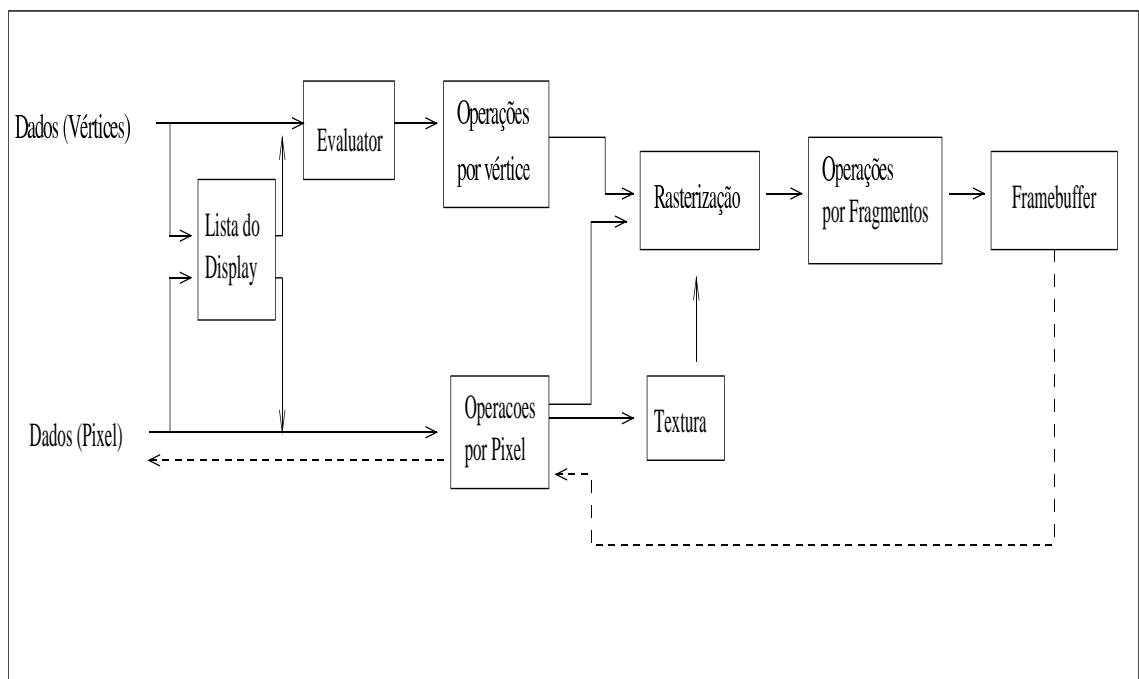 Dados (Vértices)
Evaluator
Operações
por vértice
Lista do
Display
Rasterização
Operações
por Fragmentos
Framebuffer
Dados (Pixel)
Operacoes
por Pixel
Textura